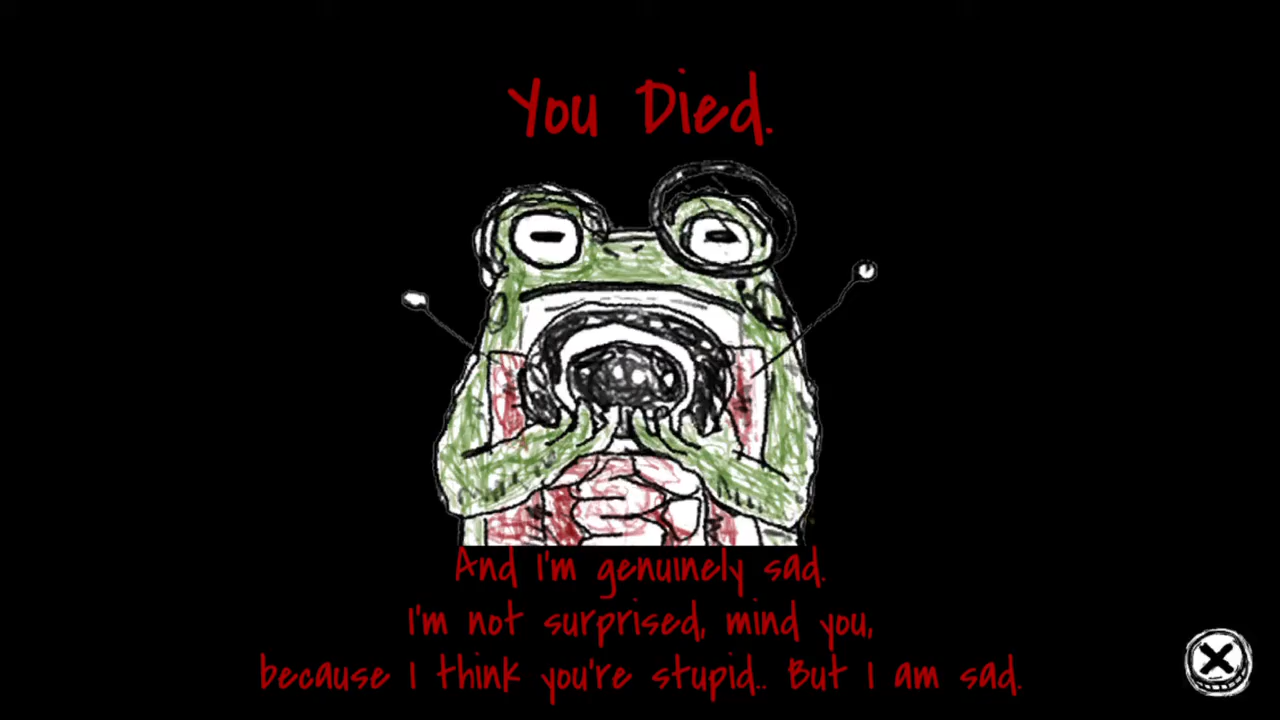 You Died.
And I'm genuinely sad.
I'm not surprised, mind you,
because I think you're stupid.. But I am sad.